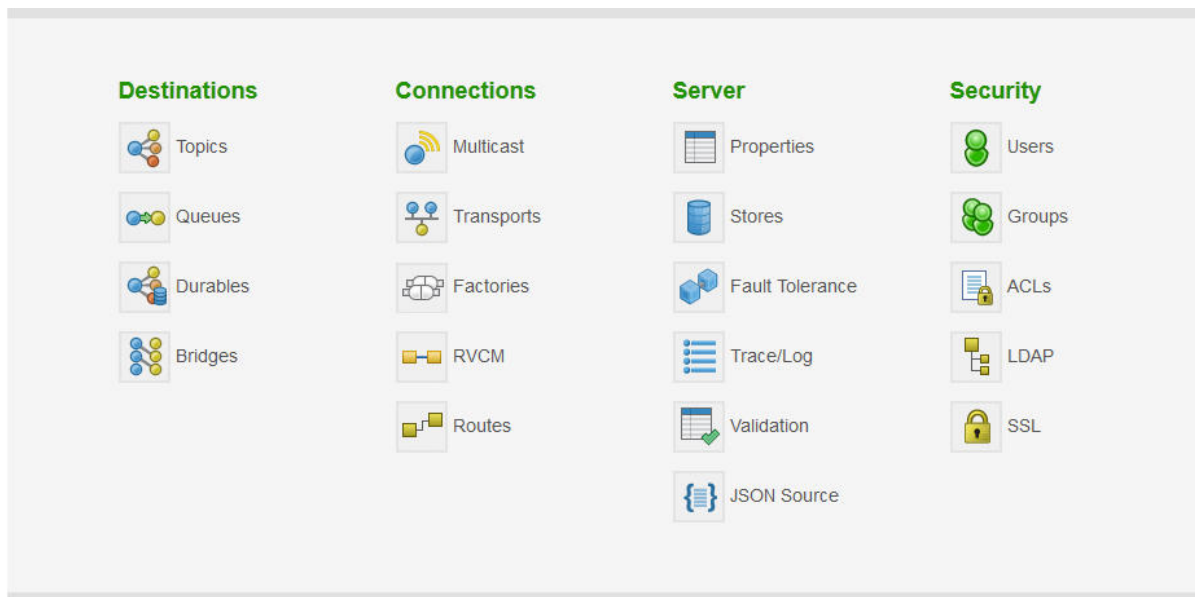 Destinations
Topics
Queues
Durables
Bridges
Connections
Multicast
Transports
Factories
RVCM
Routes
Server
Properties
Stores
Fault Tolerance
Trace/Log
Validation
JSON Source
Security
Users
Groups
ACLs
LDAP
SSL